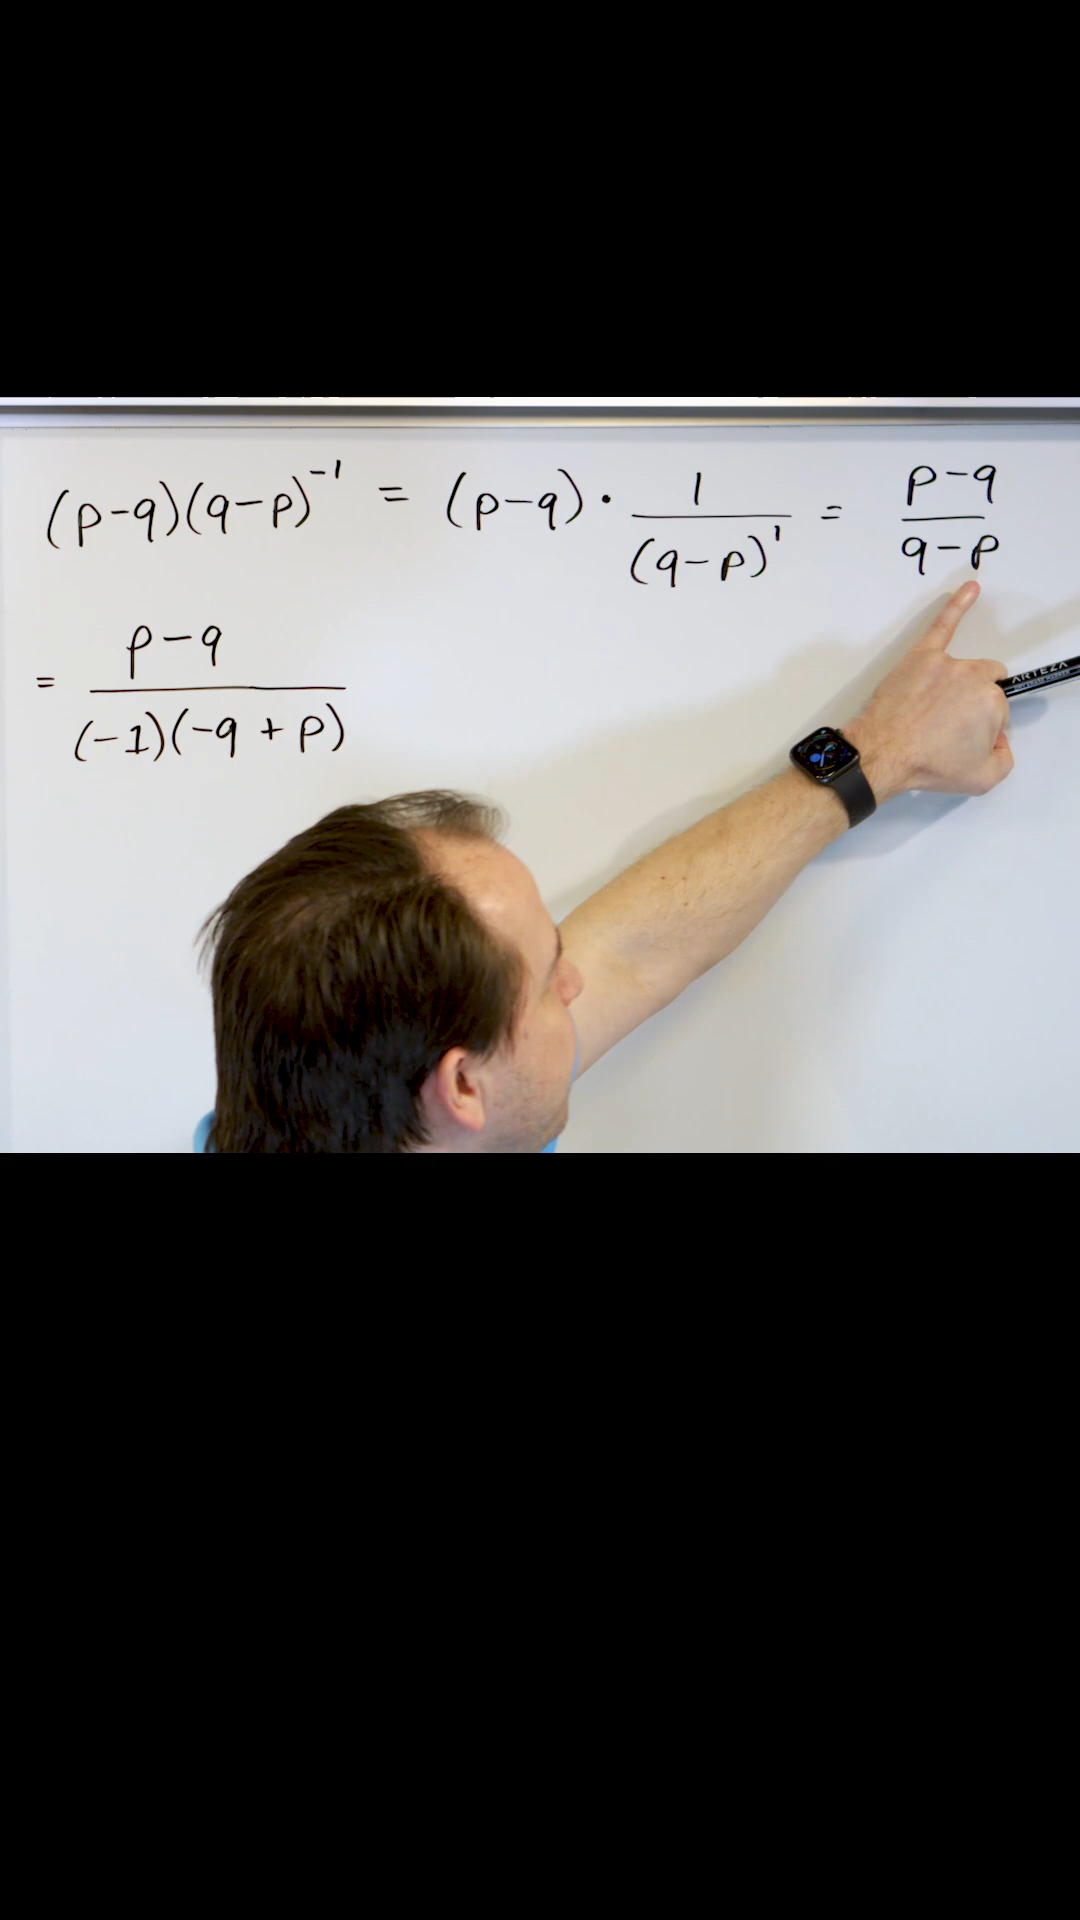 (p-q)(q-p)⁻¹ = (p-q) · 1/(q-p)¹ = p-q/q-p
= p-q/(-1)(-q+p)
ARTEZA